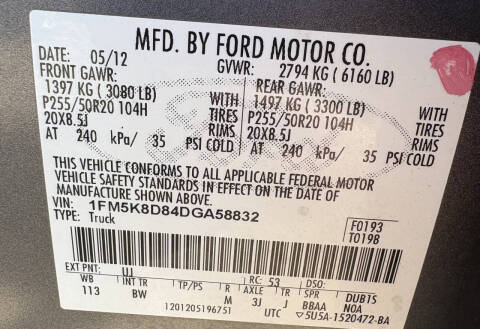 MFD. BY FORD MOTOR CO.
DATE: 05/12 GVWR: 2794 KG ( 6160 LB)
FRONT GAWR: REAR GAWR:
1397 KG ( 3080 LB) WITH 1497 KG ( 3300 LB) WITH
P255/50R20 104H TIRES P255/50R20 104H TIRES
20X8.5J RIMS 20X8.5J RIMS
AT 240 kPa/ 35 PSI COLD AT 240 kPa/ 35 PSI COLD
THIS VEHICLE CONFORMS TO ALL APPLICABLE FEDERAL MOTOR
VEHICLE SAFETY STANDARDS IN EFFECT ON THE DATE OF
MANUFACTURE SHOWN ABOVE.
VIN: 1FM5K8D84DGA58832 F0193
TYPE: Truck T0198
EXT PNT: UJ RC: 53 DSO:
WB INT TR TP/PS R AXLE TR SPR DUB1S
113 BW M 3J J BBAA N0A
1201205196751 UTC ▽5U5A-1520472-BA